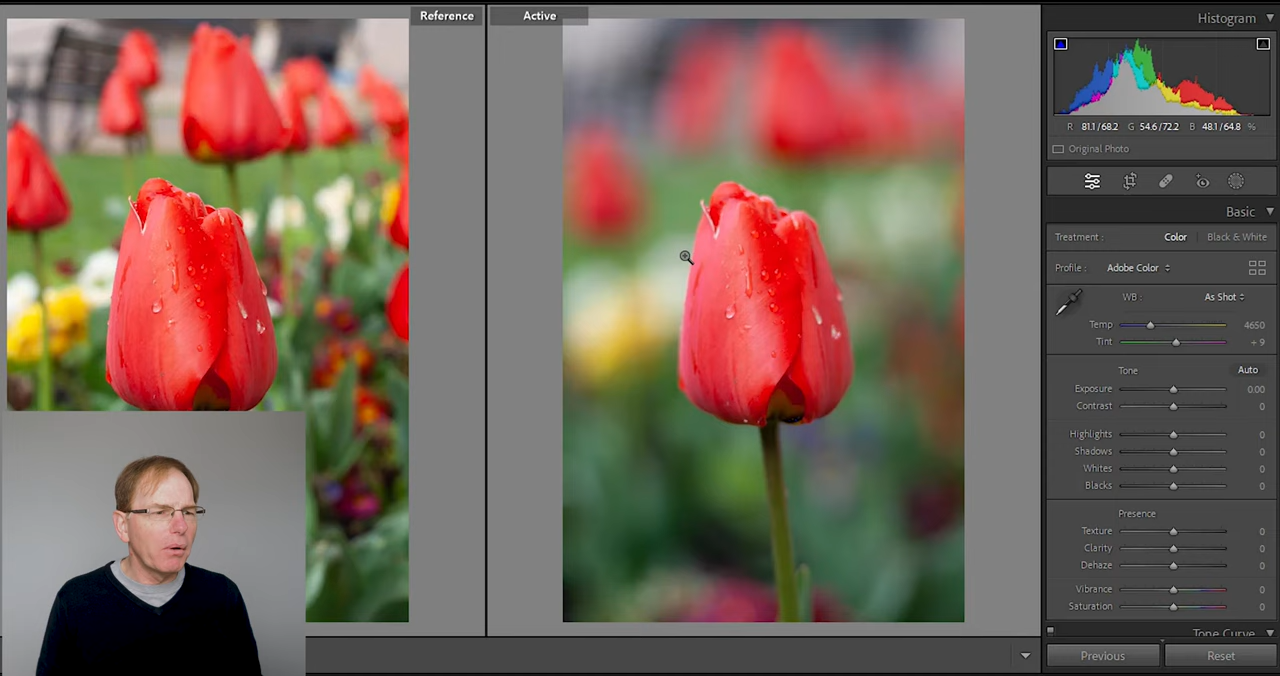 Reference
Active
Histogram
R 81.1/68.2 G 54.6/72.2 B 48.1/64.8 %
Original Photo
Basic
Treatment : Color Black & White
Profile : Adobe Color
WB : As Shot
Temp 4650
Tint + 9
Tone Auto
Exposure 0.00
Contrast 0
Highlights 0
Shadows 0
Whites 0
Blacks 0
Presence
Texture 0
Clarity 0
Dehaze 0
Vibrance 0
Saturation 0
Tone Curve
Previous Reset